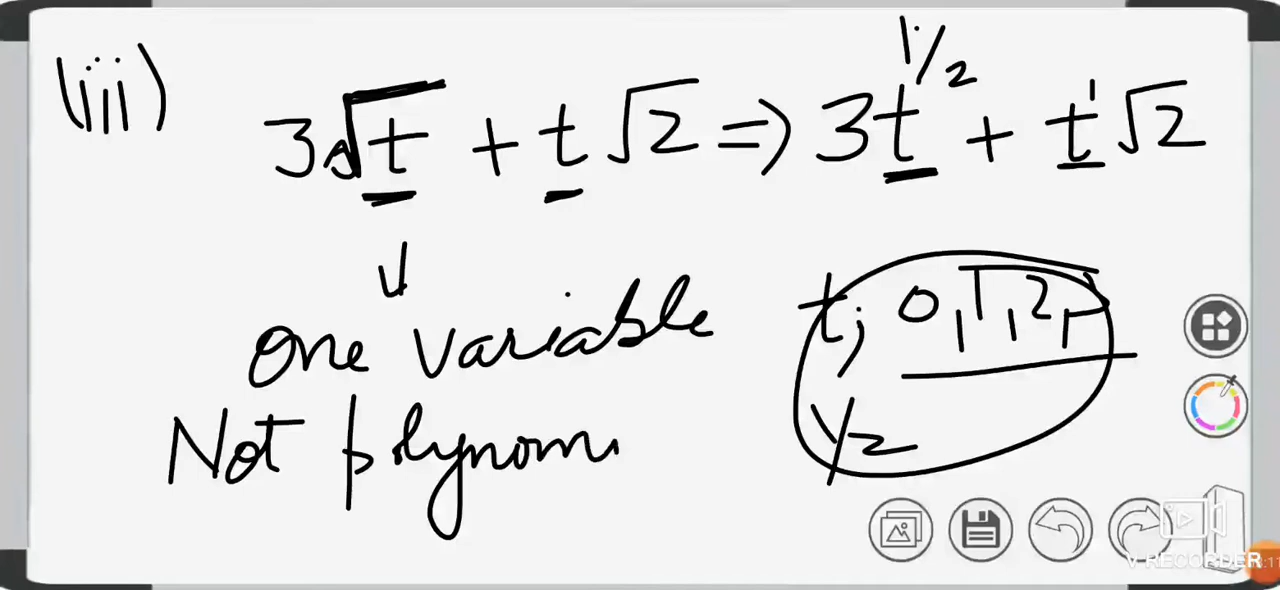 (iii) 3√t + t√2 => 3t^1/2 + t^1√2
One variable
t; 0, 1, 2,
Not polynom
1/2
V RECORDER